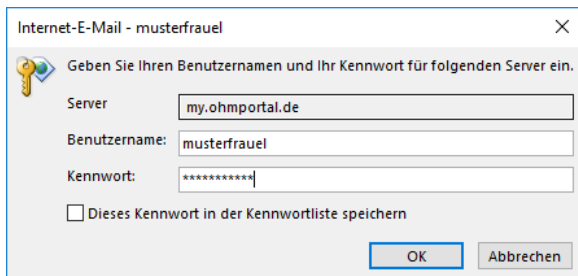 Internet-E-Mail - musterfrauel
Geben Sie Ihren Benutzernamen und Ihr Kennwort für folgenden Server ein.
Server my.ohmportal.de
Benutzername: musterfrauel
Kennwort: ***********
Dieses Kennwort in der Kennwortliste speichern
OK Abbrechen